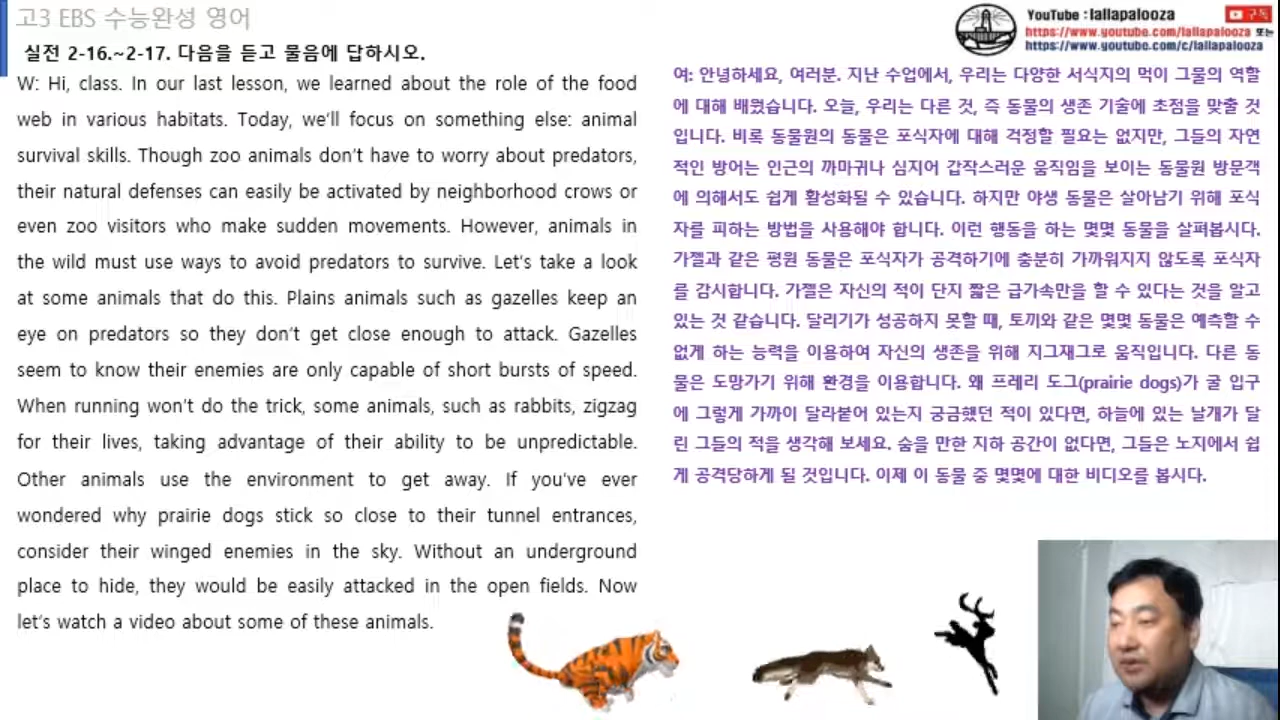 고3 EBS 수능완성 영어
실전 2-16.~2-17. 다음을 듣고 물음에 답하시오.
W: Hi, class. In our last lesson, we learned about the role of the food
web in various habitats. Today, we'll focus on something else: animal
survival skills. Though zoo animals don't have to worry about predators,
their natural defenses can easily be activated by neighborhood crows or
even zoo visitors who make sudden movements. However, animals in
the wild must use ways to avoid predators to survive. Let's take a look
at some animals that do this. Plains animals such as gazelles keep an
eye on predators so they don't get close enough to attack. Gazelles
seem to know their enemies are only capable of short bursts of speed.
When running won't do the trick, some animals, such as rabbits, zigzag
for their lives, taking advantage of their ability to be unpredictable.
Other animals use the environment to get away. If you've ever
wondered why prairie dogs stick so close to their tunnel entrances,
consider their winged enemies in the sky. Without an underground
place to hide, they would be easily attacked in the open fields. Now
let's watch a video about some of these animals.
YouTube : lallapalooza
구독
https://www.youtube.com/lallapalooza 또는
https://www.youtube.com/c/lallapalooza
여: 안녕하세요, 여러분. 지난 수업에서, 우리는 다양한 서식지의 먹이 그물의 역할
에 대해 배웠습니다. 오늘, 우리는 다른 것, 즉 동물의 생존 기술에 초점을 맞출 것
입니다. 비록 동물원의 동물은 포식자에 대해 걱정할 필요는 없지만, 그들의 자연
적인 방어는 인근의 까마귀나 심지어 갑작스러운 움직임을 보이는 동물원 방문객
에 의해서도 쉽게 활성화될 수 있습니다. 하지만 야생 동물은 살아남기 위해 포식
자를 피하는 방법을 사용해야 합니다. 이런 행동을 하는 몇몇 동물을 살펴봅시다.
가젤과 같은 평원 동물은 포식자가 공격하기에 충분히 가까워지지 않도록 포식자
를 감시합니다. 가젤은 자신의 적이 단지 짧은 급가속만을 할 수 있다는 것을 알고
있는 것 같습니다. 달리기가 성공하지 못할 때, 토끼와 같은 몇몇 동물은 예측할 수
없게 하는 능력을 이용하여 자신의 생존을 위해 지그재그로 움직입니다. 다른 동
물은 도망가기 위해 환경을 이용합니다. 왜 프레리 도그(prairie dogs)가 굴 입구
에 그렇게 가까이 달라붙어 있는지 궁금했던 적이 있다면, 하늘에 있는 날개가 달
린 그들의 적을 생각해 보세요. 숨을 만한 지하 공간이 없다면, 그들은 노지에서 쉽
게 공격당하게 될 것입니다. 이제 이 동물 중 몇몇에 대한 비디오를 봅시다.